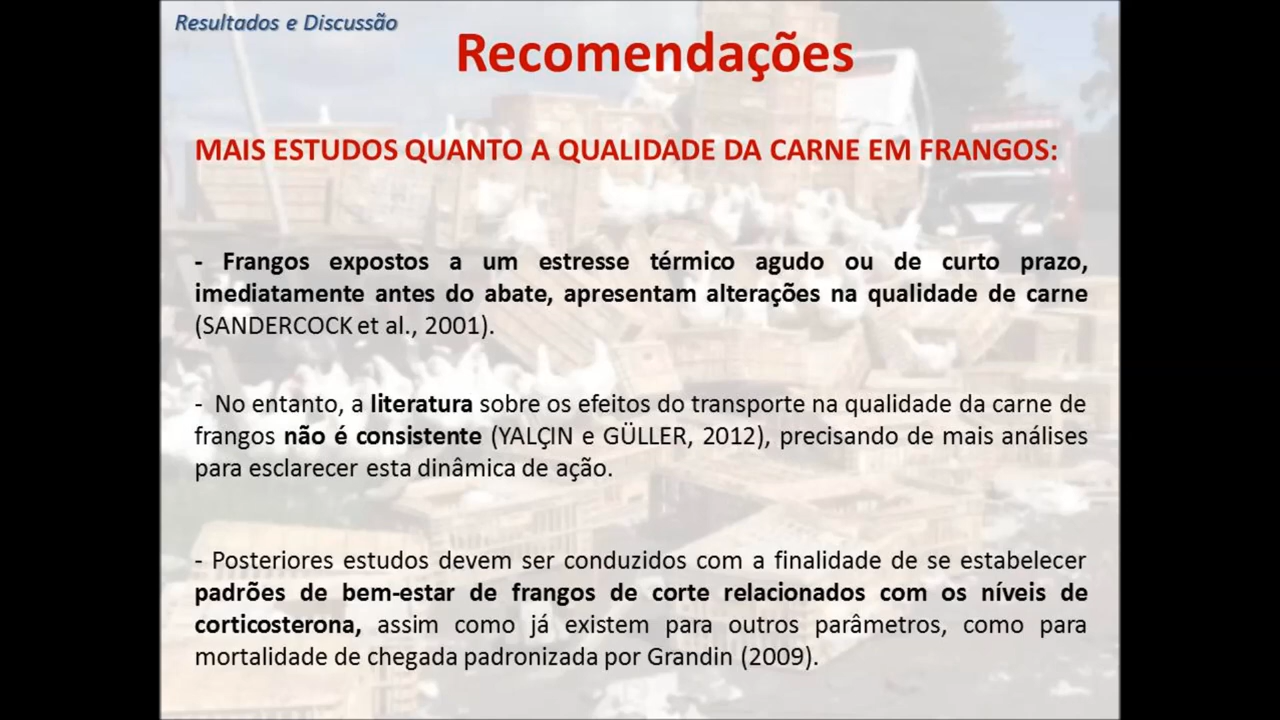 Resultados e Discussão
Recomendações
MAIS ESTUDOS QUANTO A QUALIDADE DA CARNE EM FRANGOS:
- Frangos expostos a um estresse térmico agudo ou de curto prazo,
imediatamente antes do abate, apresentam alterações na qualidade de carne
(SANDERCOCK et al., 2001).
- No entanto, a literatura sobre os efeitos do transporte na qualidade da carne de
frangos não é consistente (YALÇIN e GÜLLER, 2012), precisando de mais análises
para esclarecer esta dinâmica de ação.
- Posteriores estudos devem ser conduzidos com a finalidade de se estabelecer
padrões de bem-estar de frangos de corte relacionados com os níveis de
corticosterona, assim como já existem para outros parâmetros, como para
mortalidade de chegada padronizada por Grandin (2009).